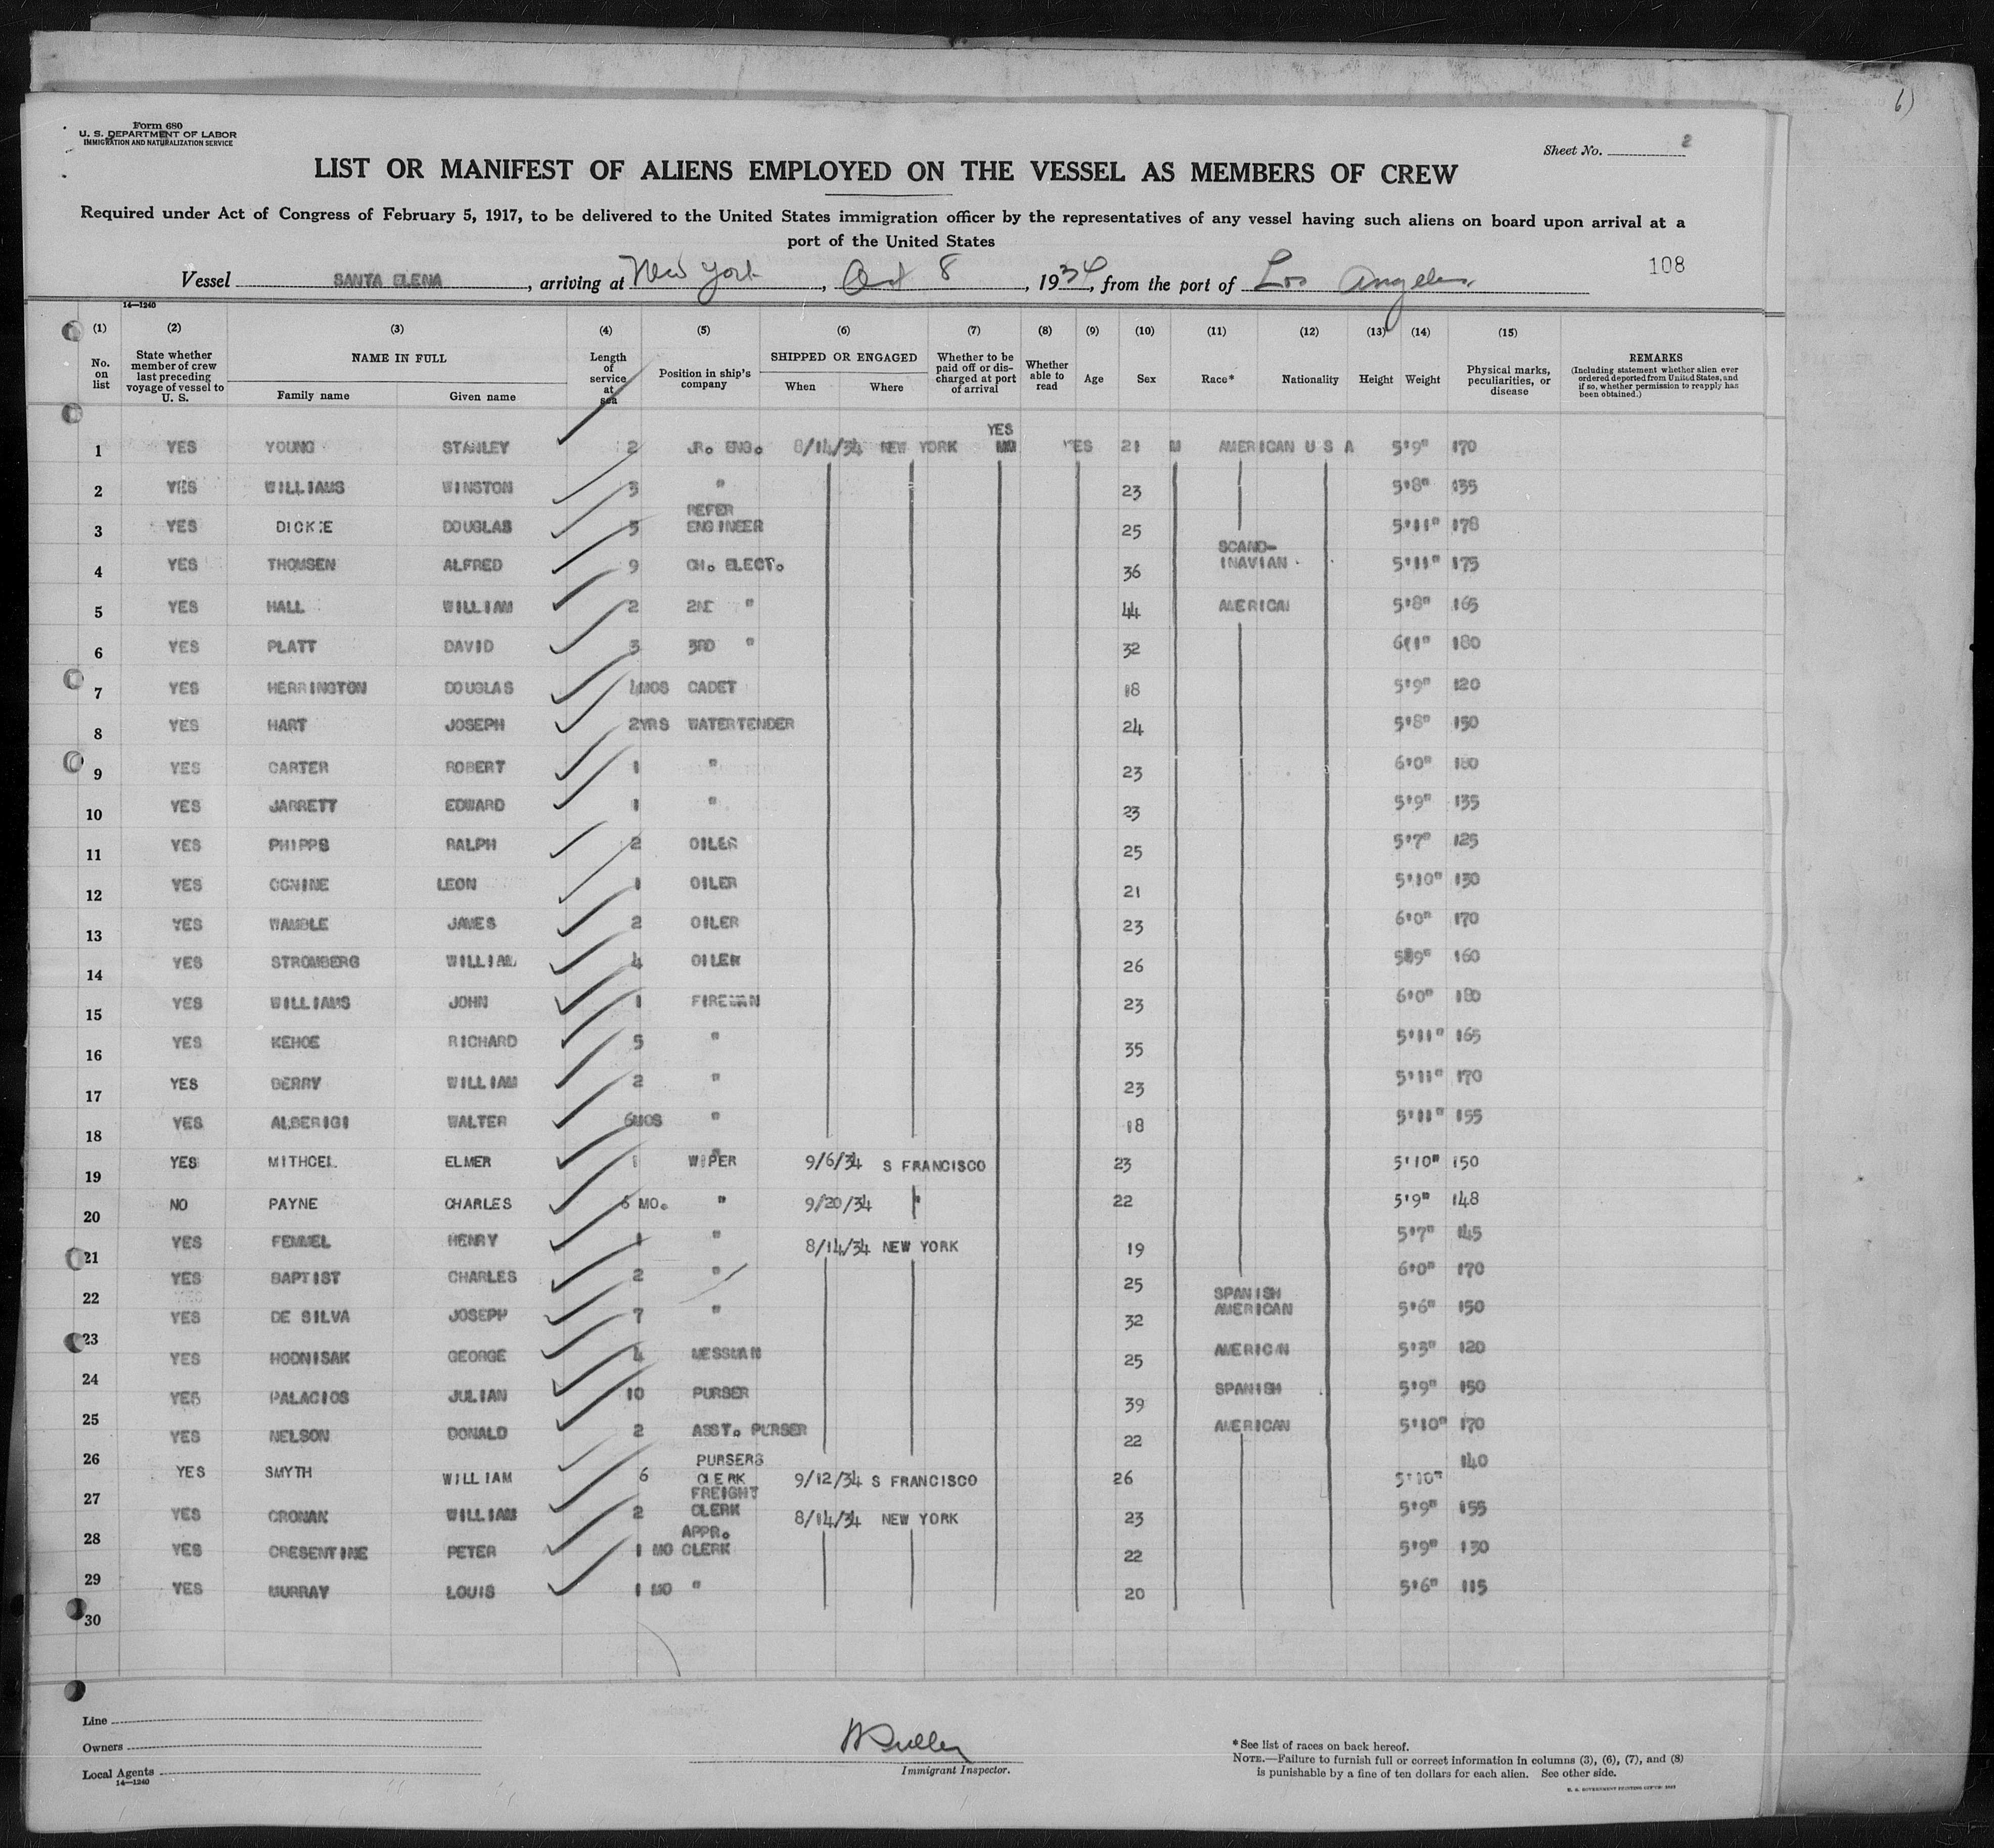 Form 680
U. S. DEPARTMENT OF LABOR
IMMIGRATION AND NATURALIZATION SERVICE
6)
Sheet No. 2
LIST OR MANIFEST OF ALIENS EMPLOYED ON THE VESSEL AS MEMBERS OF CREW
Required under Act of Congress of February 5, 1917, to be delivered to the United States immigration officer by the representatives of any vessel having such aliens on board upon arrival at a
port of the United States
108
Vessel SANTA ELENA, arriving at New York, Oct 8, 1934, from the port of Los Angeles.
14—1240
(1) (2) (3) (4) (5) (6) (7) (8) (9) (10) (11) (12) (13) (14) (15)
No. on list
State whether member of crew last preceding voyage of vessel to U. S.
NAME IN FULL
Family name Given name
Length of service at sea
Position in ship's company
SHIPPED OR ENGAGED
When Where
Whether to be paid off or discharged at port of arrival
Whether able to read
Age Sex Race* Nationality Height Weight
Physical marks, peculiarities, or disease
REMARKS
(Including statement whether alien ever ordered deported from United States, and if so, whether permission to reapply has been obtained.)
YES
1 YES YOUNG STANLEY 2 JR. ENG. 8/14/34 NEW YORK YES 21 M AMERICAN U S A 5'9" 170
2 YES WILLIAMS WINSTON 3 " 23 5'8" 135
3 YES DICKIE DOUGLAS 5 REFER ENGINEER 25 5'11" 178
4 YES THOMSEN ALFRED 9 CH. ELECT. 36 SCAND-INAVIAN 5'11" 175
5 YES HALL WILLIAM 2 2ND " 44 AMERICAN 5'8" 165
6 YES PLATT DAVID 3 3RD " 32 6'1" 180
7 YES HERRINGTON DOUGLAS 4MOS CADET 18 5'9" 120
8 YES HART JOSEPH 2YRS WATERTENDER 24 5'8" 150
9 YES CARTER ROBERT 1 " 23 6'0" 180
10 YES JARRETT EDWARD 1 " 23 5'9" 135
11 YES PHIPPS RALPH 2 OILER 25 5'7" 125
12 YES LEON 1 OILER 21 5'10" 130
13 YES WAMBLE JAMES 2 OILER 23 6'0" 170
14 YES STROMBERG WILLIAM 4 OILER 26 5'9" 160
15 YES WILLIAMS JOHN 1 FIREMAN 23 6'0" 180
16 YES KEHOE RICHARD 5 " 35 5'11" 165
17 YES BERRY WILLIAM 2 " 23 5'11" 170
18 YES ALBERIGI WALTER 6MOS " 18 5'11" 155
19 YES MITHCEL ELMER 1 WIPER 9/6/34 S FRANCISCO 23 5'10" 150
20 NO PAYNE CHARLES 6 MO. " 9/20/34 " 22 5'9" 148
21 YES FEMMEL HENRY 1 " 8/14/34 NEW YORK 19 5'7" 145
22 YES BAPTIST CHARLES 2 " 25 6'0" 170
23 YES DE SILVA JOSEPH 7 " 32 SPANISH AMERICAN 5'6" 150
24 YES HODNISAK GEORGE 4 MESSMAN 25 AMERICAN 5'3" 120
25 YES PALACIOS JULIAN 10 PURSER 39 SPANISH 5'9" 150
26 YES NELSON DONALD 2 ASST. PURSER 22 AMERICAN 5'10" 170
27 YES SMYTH WILLIAM 6 PURSERS CLERK 9/12/34 S FRANCISCO 26 5'10" 140
28 YES CRONAN WILLIAM 2 FREIGHT CLERK 8/14/34 NEW YORK 23 5'9" 155
29 YES CRESENTINE PETER 1 MO APPR. CLERK 22 5'9" 130
30 YES MURRAY LOUIS 1 MO " 20 5'6" 115
Line
Owners
Local Agents
14—1240
Immigrant Inspector.
*See list of races on back hereof.
NOTE.—Failure to furnish full or correct information in columns (3), (6), (7), and (8)
is punishable by a fine of ten dollars for each alien. See other side.
U. S. GOVERNMENT PRINTING OFFICE: